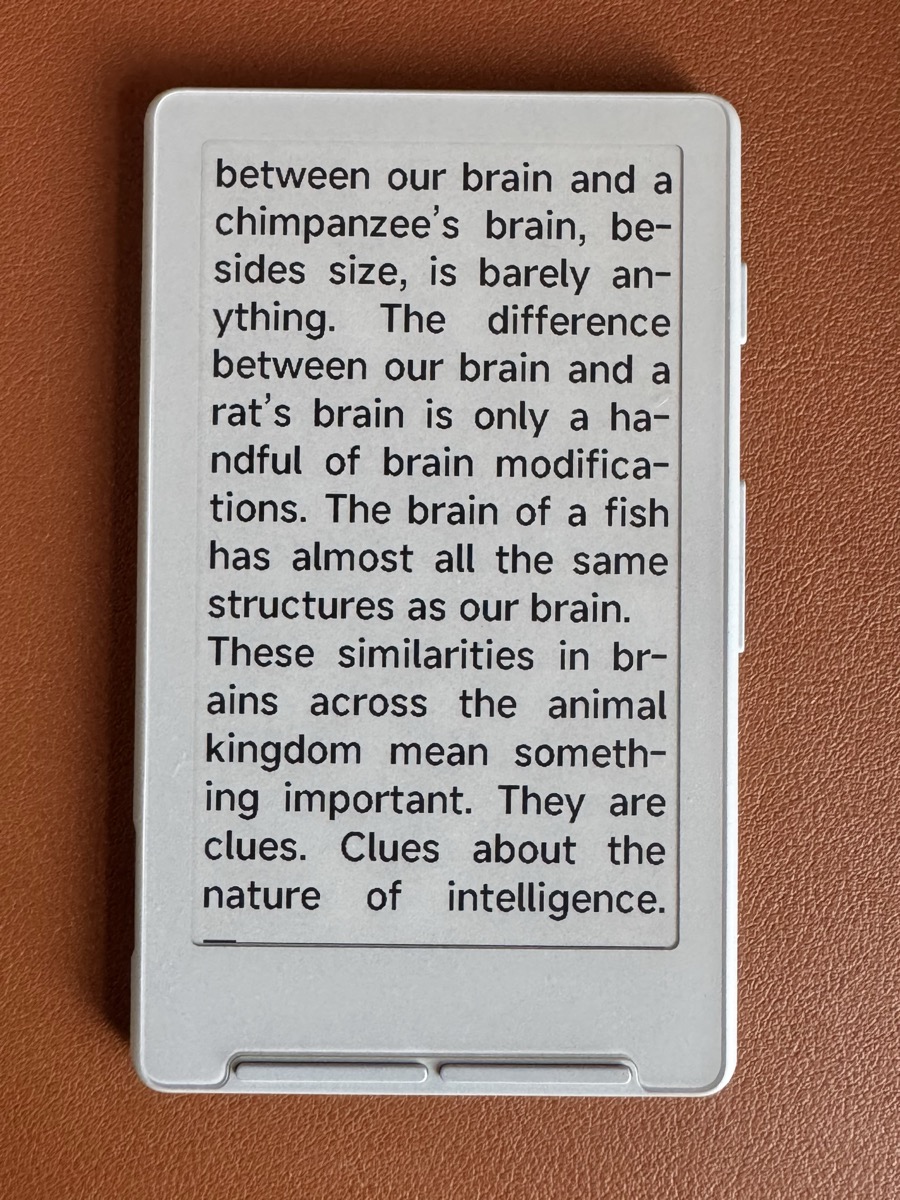 between our brain and a
chimpanzee’s brain, be-
sides size, is barely an-
ything. The difference
between our brain and a
rat’s brain is only a ha-
ndful of brain modifica-
tions. The brain of a fish
has almost all the same
structures as our brain.
These similarities in br-
ains across the animal
kingdom mean someth-
ing important. They are
clues. Clues about the
nature of intelligence.